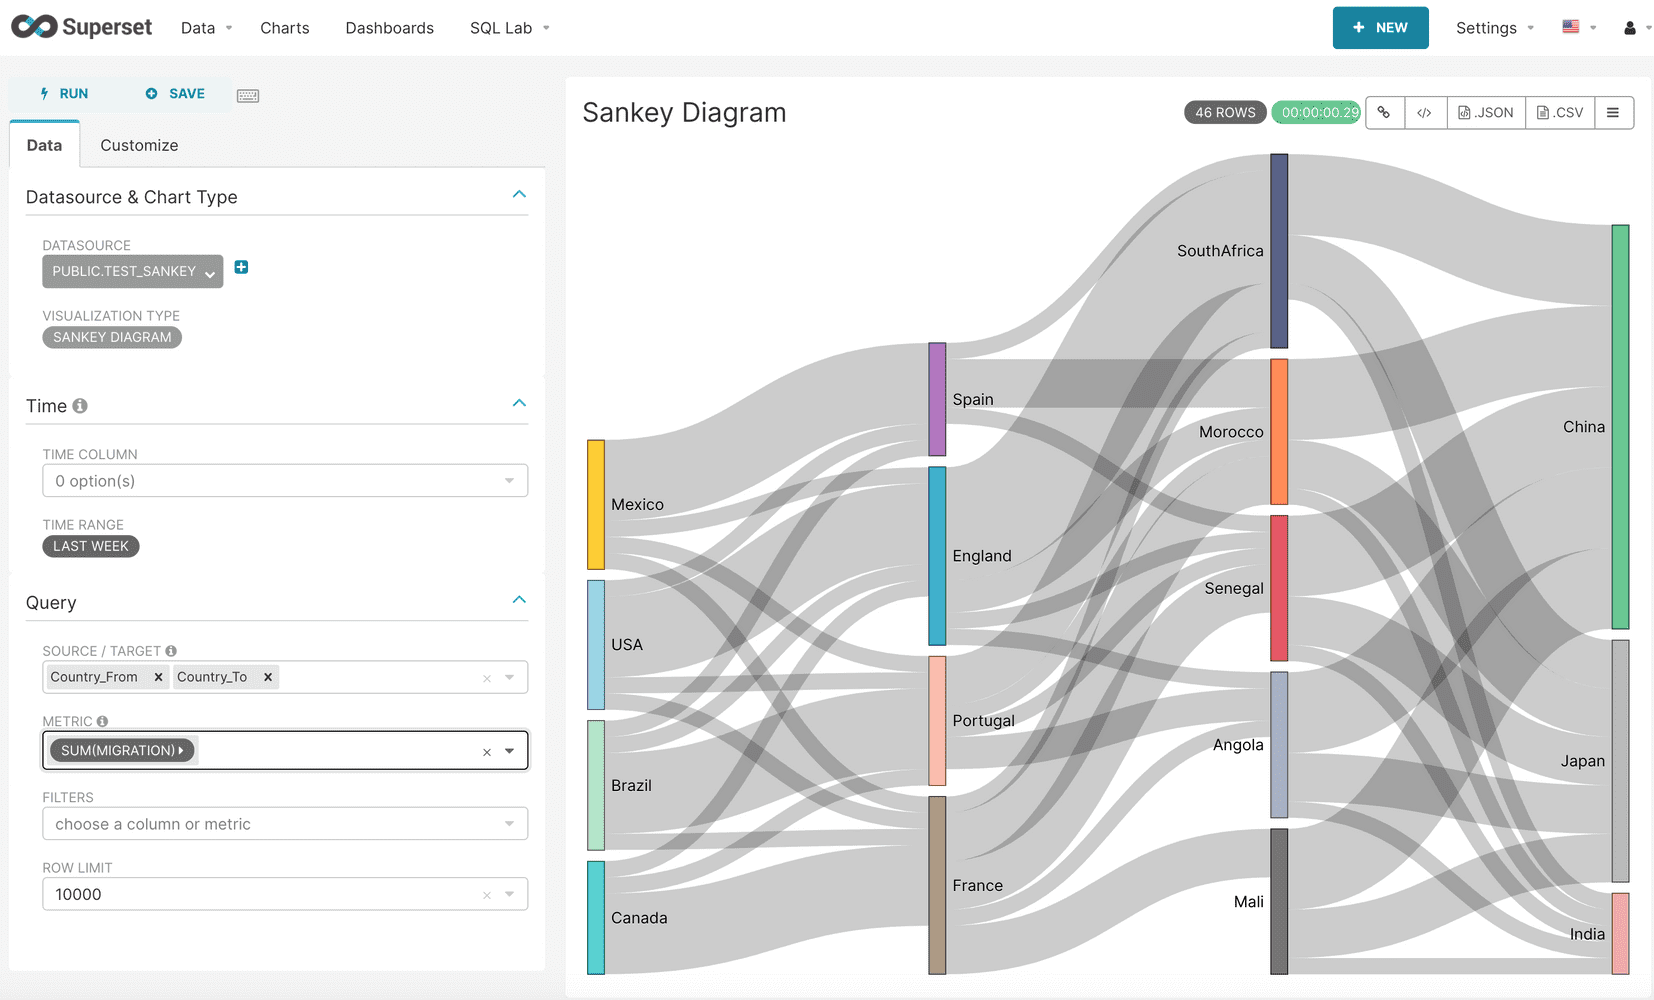 Superset Data Charts Dashboards SQL Lab + NEW Settings
RUN SAVE
Data Customize
Datasource & Chart Type
DATASOURCE
PUBLIC.TEST_SANKEY
VISUALIZATION TYPE
SANKEY DIAGRAM
Time
TIME COLUMN
0 option(s)
TIME RANGE
LAST WEEK
Query
SOURCE / TARGET
Country_From × Country_To ×
METRIC
SUM(MIGRATION)
FILTERS
choose a column or metric
ROW LIMIT
10000
Sankey Diagram 46 ROWS 00:00:00.29 </> .JSON .CSV
SouthAfrica
Spain
China
Morocco
Mexico
England
Senegal
USA
Portugal
Angola
Japan
Brazil
France
Mali
Canada
India